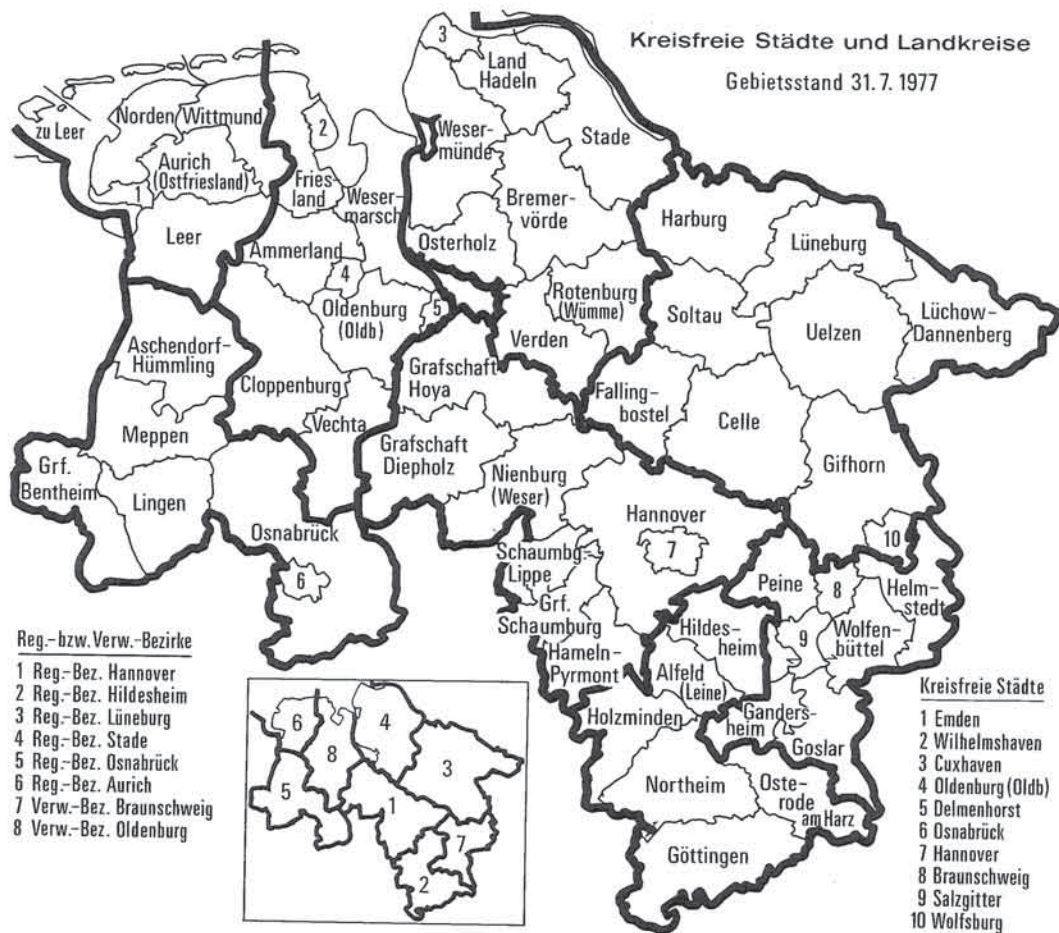 Kreisfreie Städte und Landkreise
Gebietsstand 31.7.1977
3
Land
Hadeln
zu Leer
Norden
Wittmund
2
Weser-
münde
Stade
Aurich
(Ostfriesland)
1
Fries-
land
Weser-
marsch
Bremer-
vörde
Harburg
Leer
Ammerland
Osterholz
Lüneburg
4
Oldenburg
(Oldb)
5
Rotenburg
(Wümme)
Soltau
Uelzen
Lüchow-
Dannenberg
Verden
Aschendorf-
Hümmling
Cloppenburg
Grafschaft
Hoya
Falling-
bostel
Celle
Vechta
Meppen
Grafschaft
Diepholz
Gifhorn
Grf.
Bentheim
Lingen
Nienburg
(Weser)
Osnabrück
Hannover
7
10
6
Schaumbg.-
Lippe
Peine
8
Helm-
stedt
Grf.
Schaumburg
Hildes-
heim
9
Wolfen-
büttel
Hameln-
Pyrmont
Alfeld
(Leine)
Holzminden
Ganders-
heim
Goslar
Northeim
Oste-
rode
am Harz
Göttingen
Reg.-bzw.Verw.-Bezirke
1 Reg.-Bez. Hannover
2 Reg.-Bez. Hildesheim
3 Reg.-Bez. Lüneburg
4 Reg.-Bez. Stade
5 Reg.-Bez. Osnabrück
6 Reg.-Bez. Aurich
7 Verw.-Bez. Braunschweig
8 Verw.-Bez. Oldenburg
6
4
8
3
5
1
7
2
Kreisfreie Städte
1 Emden
2 Wilhelmshaven
3 Cuxhaven
4 Oldenburg (Oldb)
5 Delmenhorst
6 Osnabrück
7 Hannover
8 Braunschweig
9 Salzgitter
10 Wolfsburg